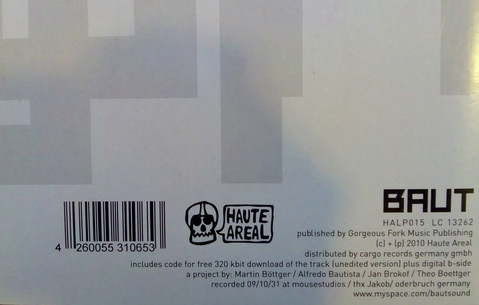 BAUT
HALP015 LC 13262
HAUTE
AREAL
published by Gorgeous Fork Music Publishing
(c) + (p) 2010 Haute Areal
distributed by cargo records germany gmbh
4 260055 310653
includes code for free 320 kbit download of the track (unedited version) plus digital b-side
a project by: Martin Böttger / Alfredo Bautista / Jan Brokof / Theo Boettger
recorded 09/10/31 at mousestudios / thx Jakob/ oderbruch germany
www.myspace.com/bautsound